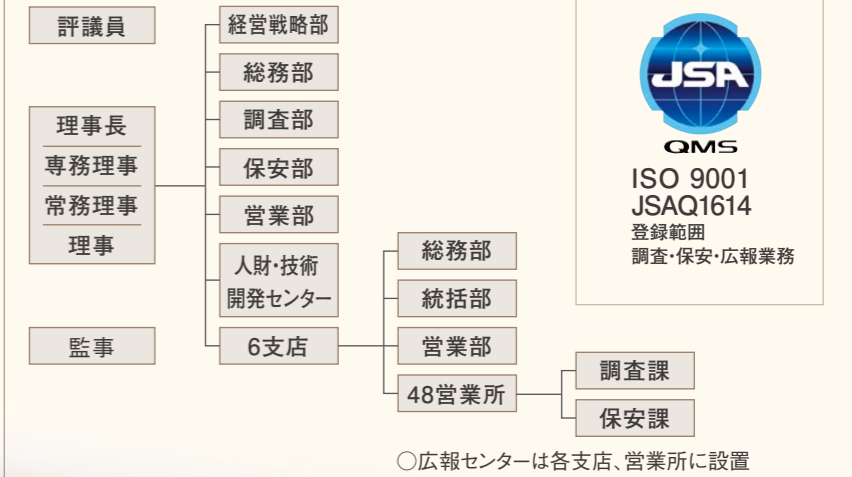 評議員
理事長
専務理事
常務理事
理事
監事
経営戦略部
総務部
調査部
保安部
営業部
人財・技術
開発センター
6支店
総務部
統括部
営業部
48営業所
調査課
保安課
○広報センターは各支店、営業所に設置
JSA
QMS
ISO 9001
JSAQ1614
登録範囲
調査・保安・広報業務